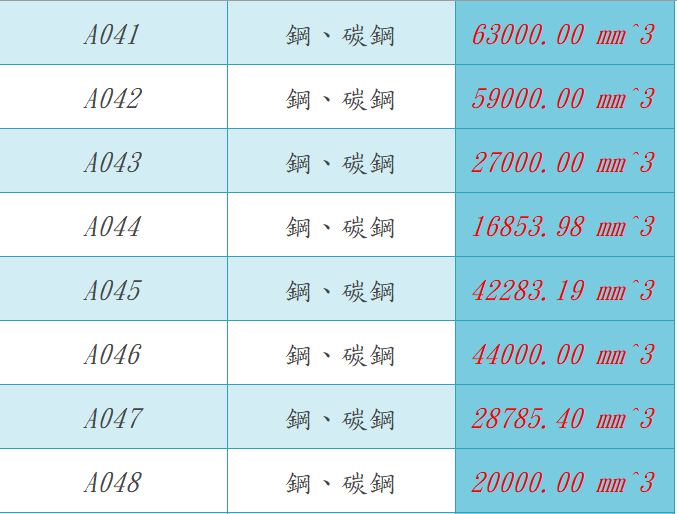 A041 鋼、碳鋼 63000.00 mm^3
A042 鋼、碳鋼 59000.00 mm^3
A043 鋼、碳鋼 27000.00 mm^3
A044 鋼、碳鋼 16853.98 mm^3
A045 鋼、碳鋼 42283.19 mm^3
A046 鋼、碳鋼 44000.00 mm^3
A047 鋼、碳鋼 28785.40 mm^3
A048 鋼、碳鋼 20000.00 mm^3